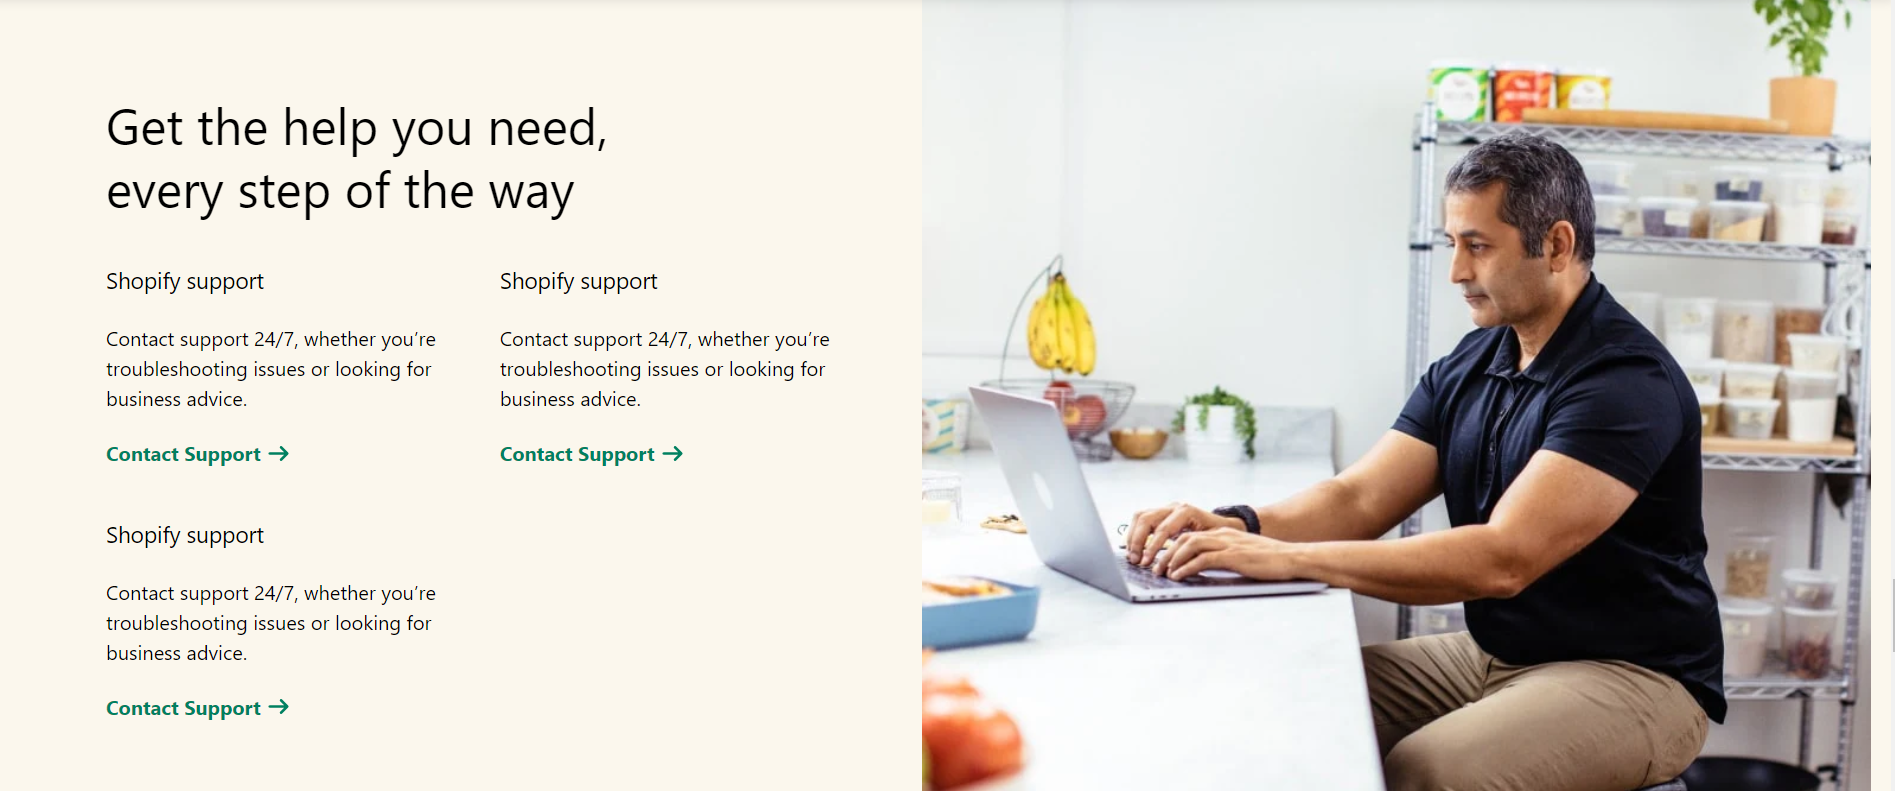 Get the help you need,
every step of the way
Shopify support
Contact support 24/7, whether you’re
troubleshooting issues or looking for
business advice.
Contact Support →
Shopify support
Contact support 24/7, whether you’re
troubleshooting issues or looking for
business advice.
Contact Support →
Shopify support
Contact support 24/7, whether you’re
troubleshooting issues or looking for
business advice.
Contact Support →